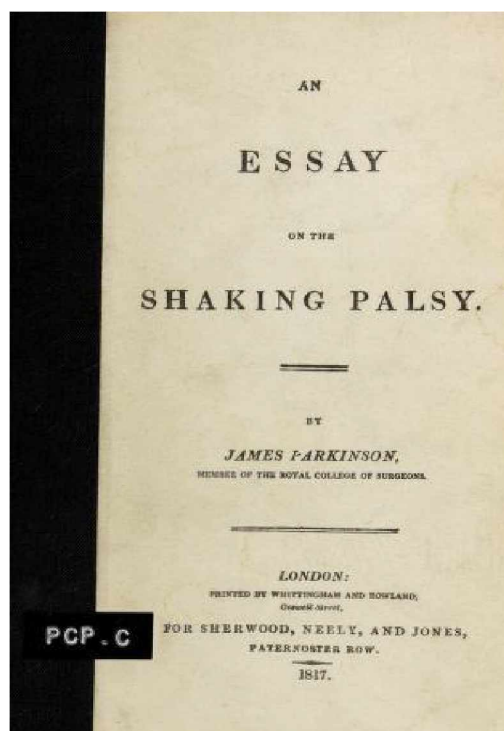 AN
ESSAY
ON THE
SHAKING PALSY.
BY
JAMES PARKINSON,
MEMBER OF THE ROYAL COLLEGE OF SURGEONS.
LONDON:
PRINTED BY WHITTINGHAM AND ROWLAND,
Goswell Street,
FOR SHERWOOD, NEELY, AND JONES,
PATERNOSTER ROW.
1817.
PCP.C